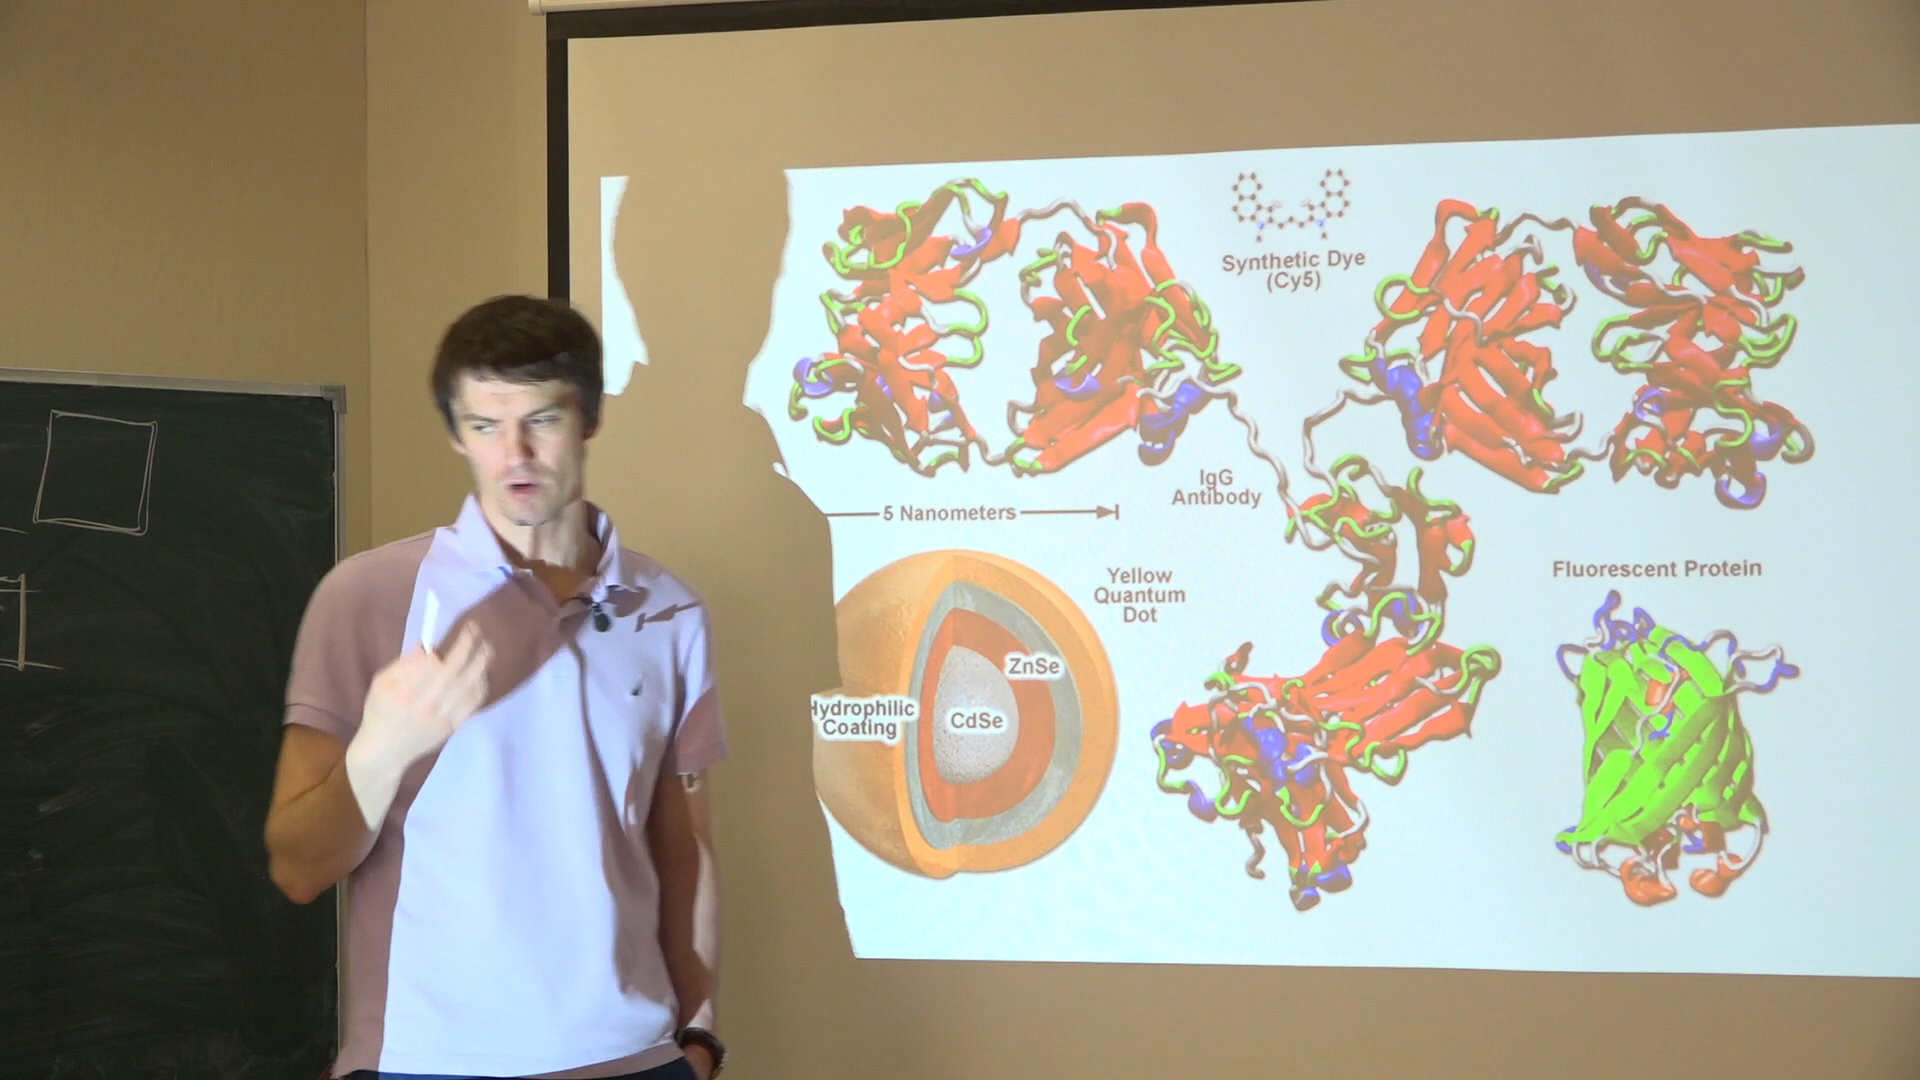 Synthetic Dye
(Cy5)
IgG
Antibody
5 Nanometers
Yellow
Quantum
Dot
Fluorescent Protein
ZnSe
CdSe
Hydrophilic
Coating